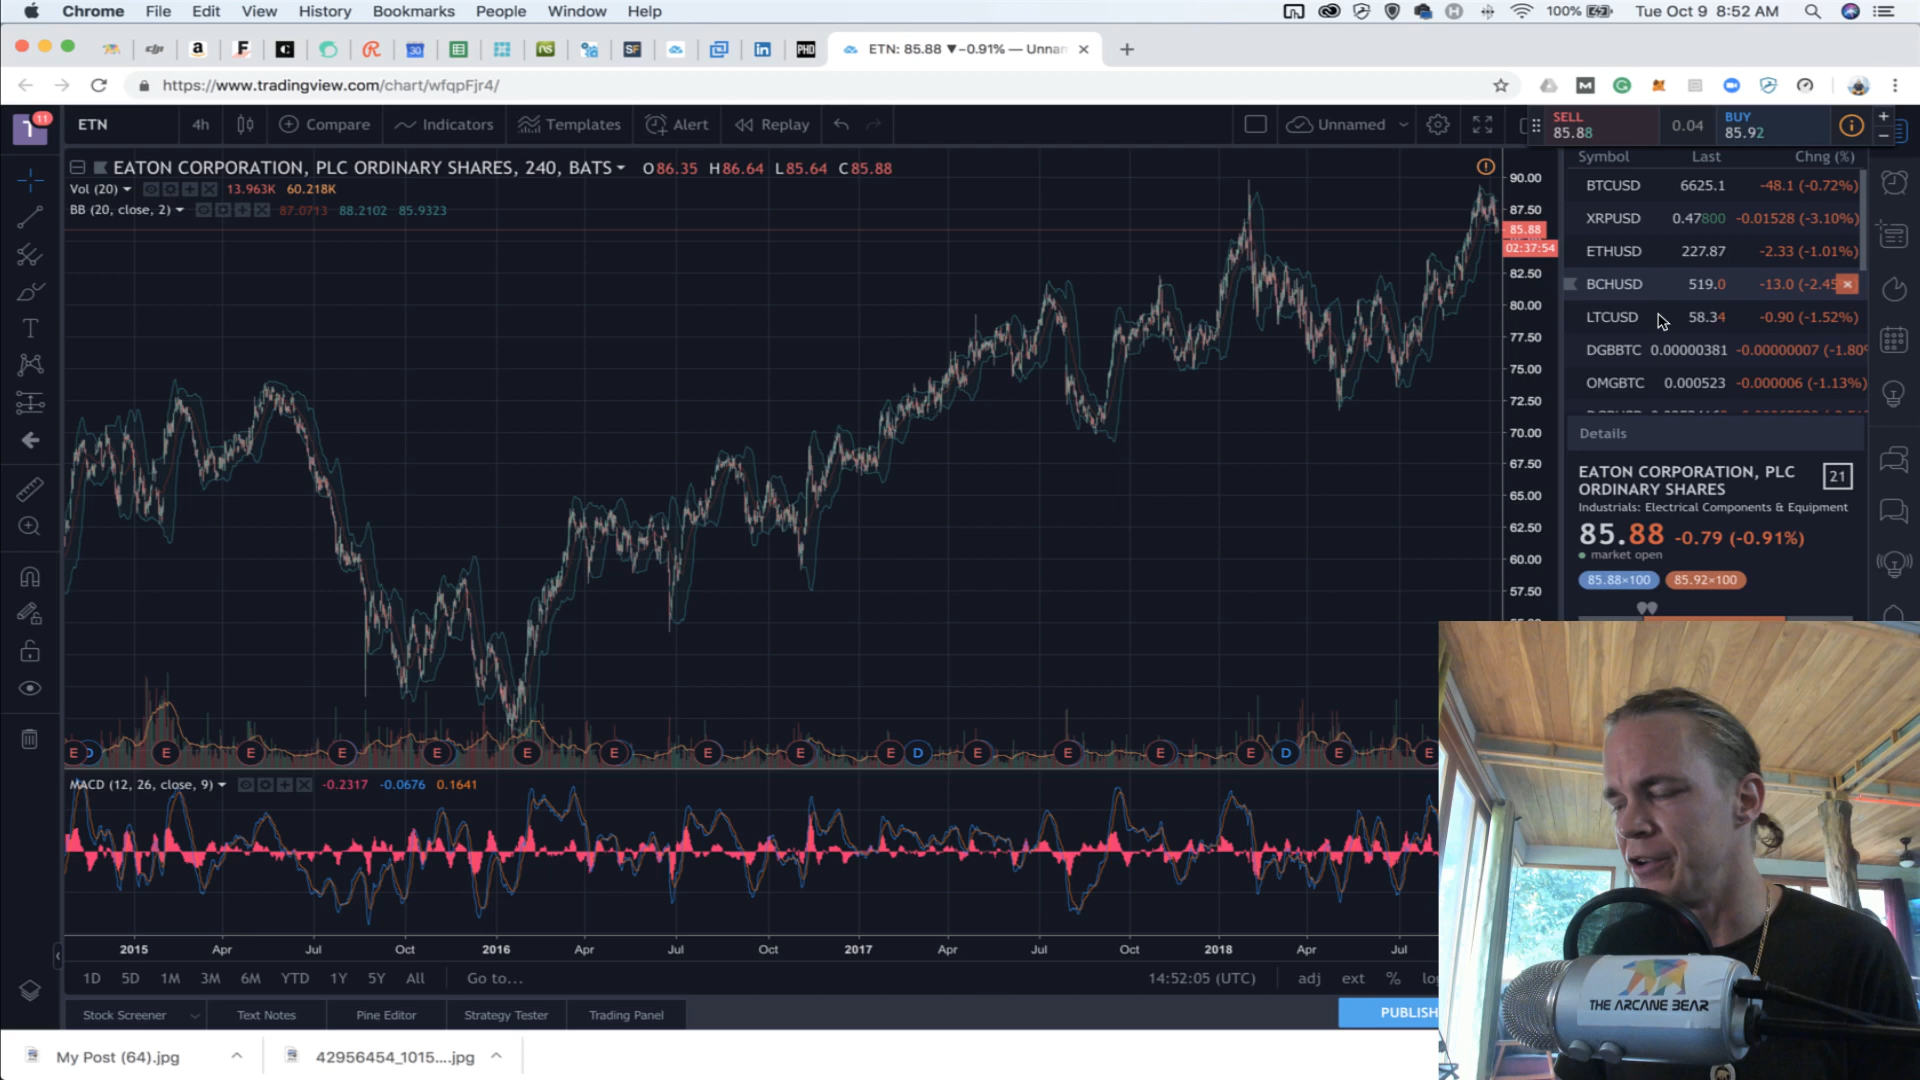 Chrome File Edit View History Bookmarks People Window Help 100% Tue Oct 9 8:52 AM
ETN: 85.88 ▼−0.91% — Unnan
https://www.tradingview.com/chart/wfqpFjr4/
11 ETN 4h Compare Indicators Templates Alert Replay Unnamed
SELL 85.88 0.04 BUY 85.92
EATON CORPORATION, PLC ORDINARY SHARES, 240, BATS O86.35 H86.64 L85.64 C85.88
Vol (20) 13.963K 60.218K
BB (20, close, 2) 87.0713 88.2102 85.9323
90.00
87.50
85.88
02:37:54
82.50
80.00
77.50
75.00
72.50
70.00
67.50
65.00
62.50
60.00
57.50
Symbol Last Chng (%)
BTCUSD 6625.1 -48.1 (-0.72%)
XRPUSD 0.47800 -0.01528 (-3.10%)
ETHUSD 227.87 -2.33 (-1.01%)
BCHUSD 519.0 -13.0 (-2.45
LTCUSD 58.34 -0.90 (-1.52%)
DGBBTC 0.00000381 -0.00000007 (-1.80%
OMGBTC 0.000523 -0.000006 (-1.13%)
Details
EATON CORPORATION, PLC
ORDINARY SHARES
21
Industrials: Electrical Components & Equipment
85.88 -0.79 (-0.91%)
market open
85.88×100 85.92×100
E D E E E E E E E E E D E E E E D E E
MACD (12, 26, close, 9) -0.2317 -0.0676 0.1641
2015 Apr Jul Oct 2016 Apr Jul Oct 2017 Apr Jul Oct 2018 Apr Jul
1D 5D 1M 3M 6M YTD 1Y 5Y All Go to... 14:52:05 (UTC) adj ext % lo
Stock Screener Text Notes Pine Editor Strategy Tester Trading Panel PUBLISH
My Post (64).jpg 42956454_1015....jpg
THE ARCANE BEAR